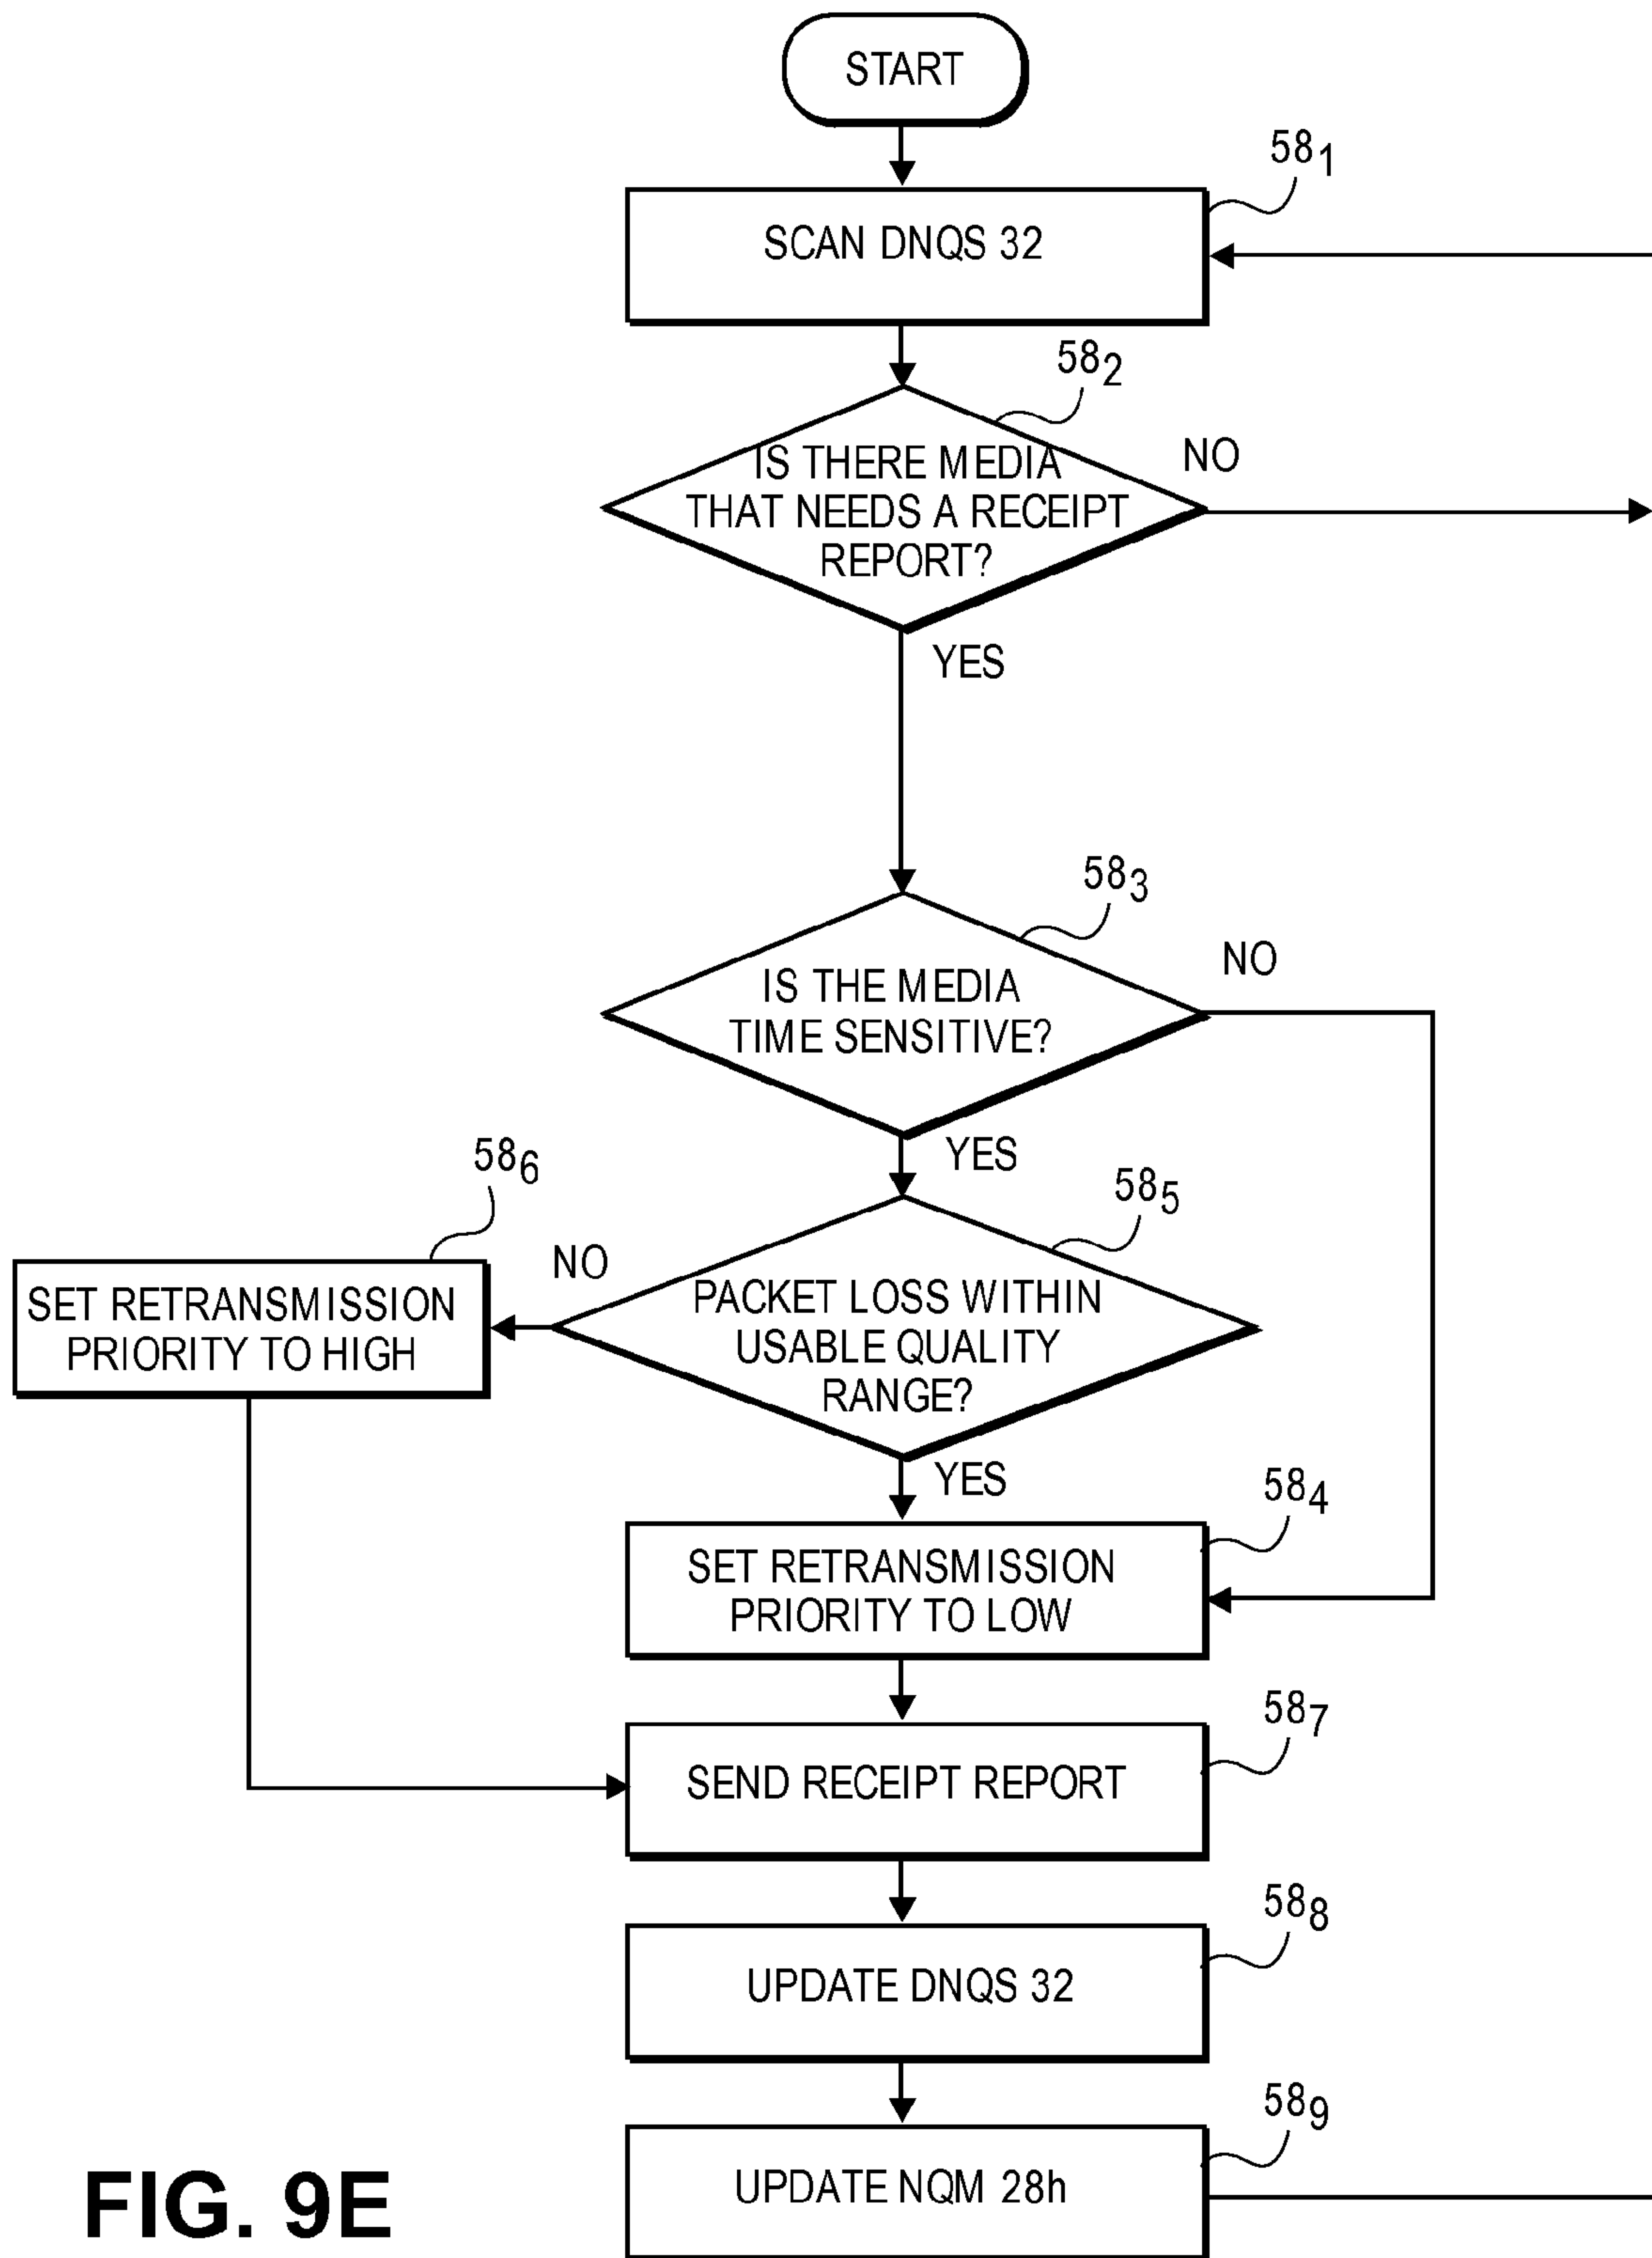 START
58₁
SCAN DNQS 32
58₂
IS THERE MEDIA
THAT NEEDS A RECEIPT
REPORT?
NO
YES
58₃
IS THE MEDIA
TIME SENSITIVE?
NO
YES
58₆
SET RETRANSMISSION
PRIORITY TO HIGH
NO
58₅
PACKET LOSS WITHIN
USABLE QUALITY
RANGE?
YES
58₄
SET RETRANSMISSION
PRIORITY TO LOW
58₇
SEND RECEIPT REPORT
58₈
UPDATE DNQS 32
58₉
UPDATE NQM 28h
FIG. 9E